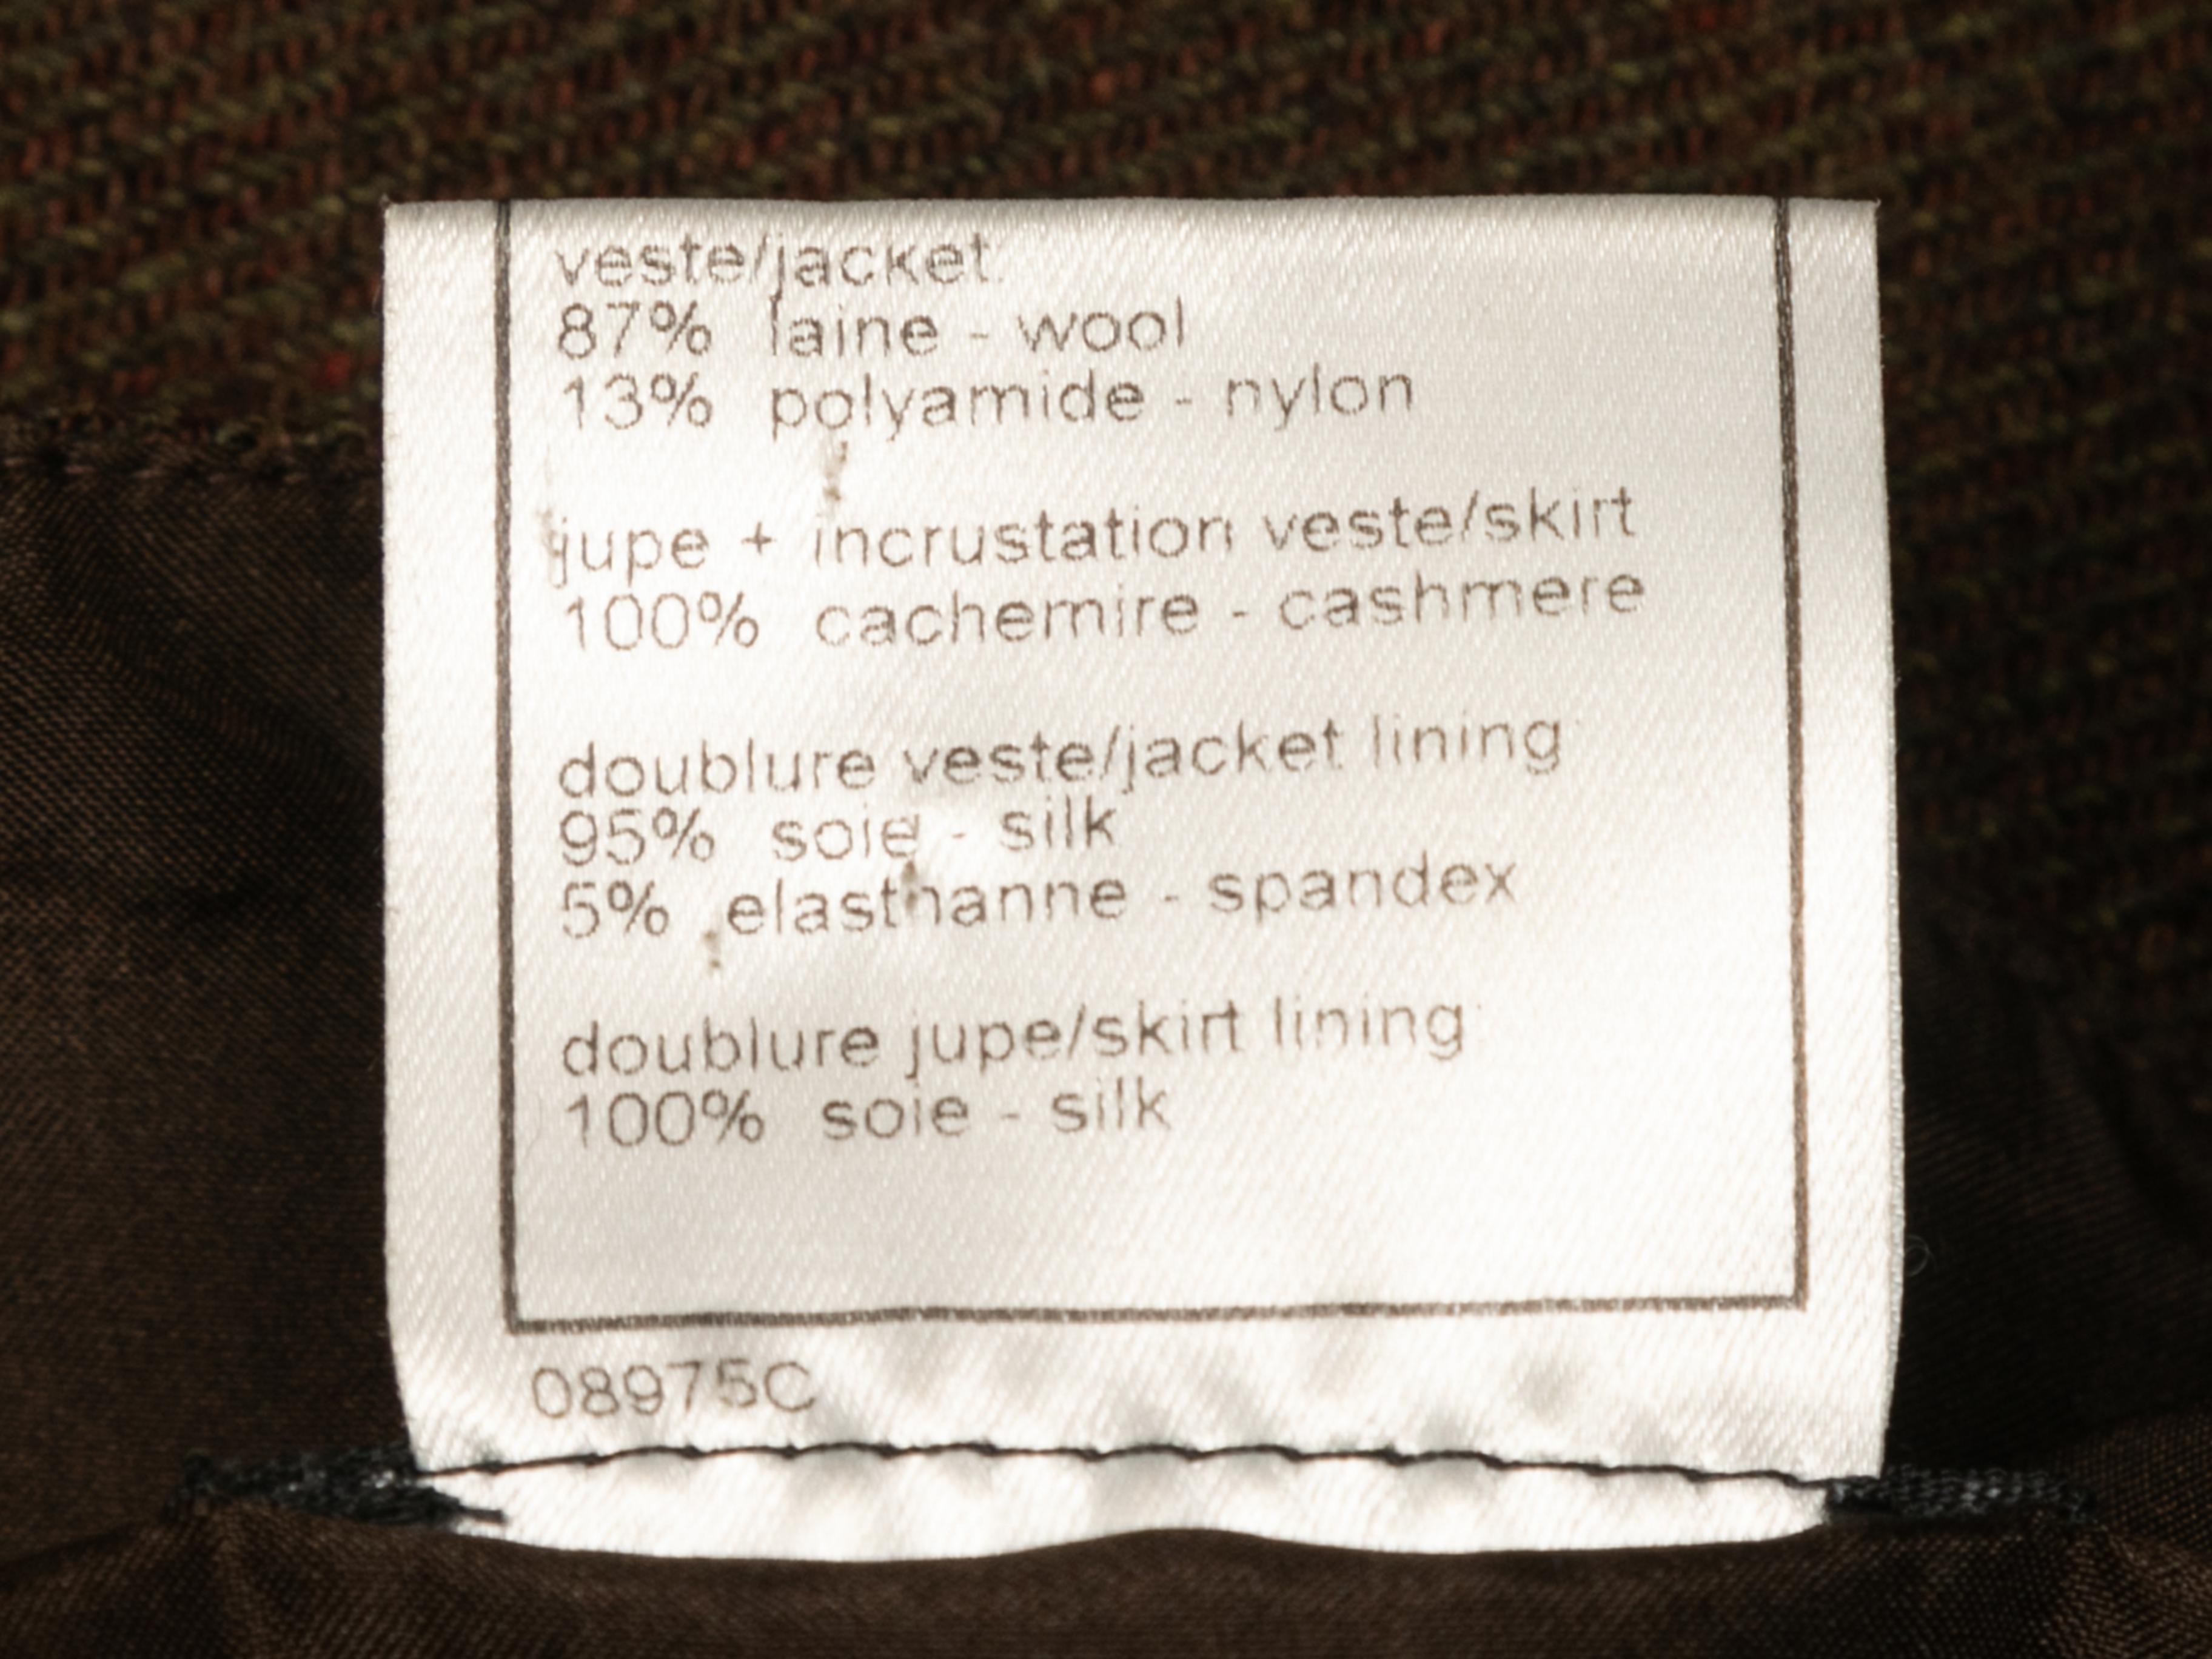 veste/jacket
87% laine - wool
13% polyamide - nylon
jupe + incrustation veste/skirt
100% cachemire - cashmere
doublure veste/jacket lining
95% soie - silk
5% elasthanne - spandex
doublure jupe/skirt lining
100% soie - silk
08975C